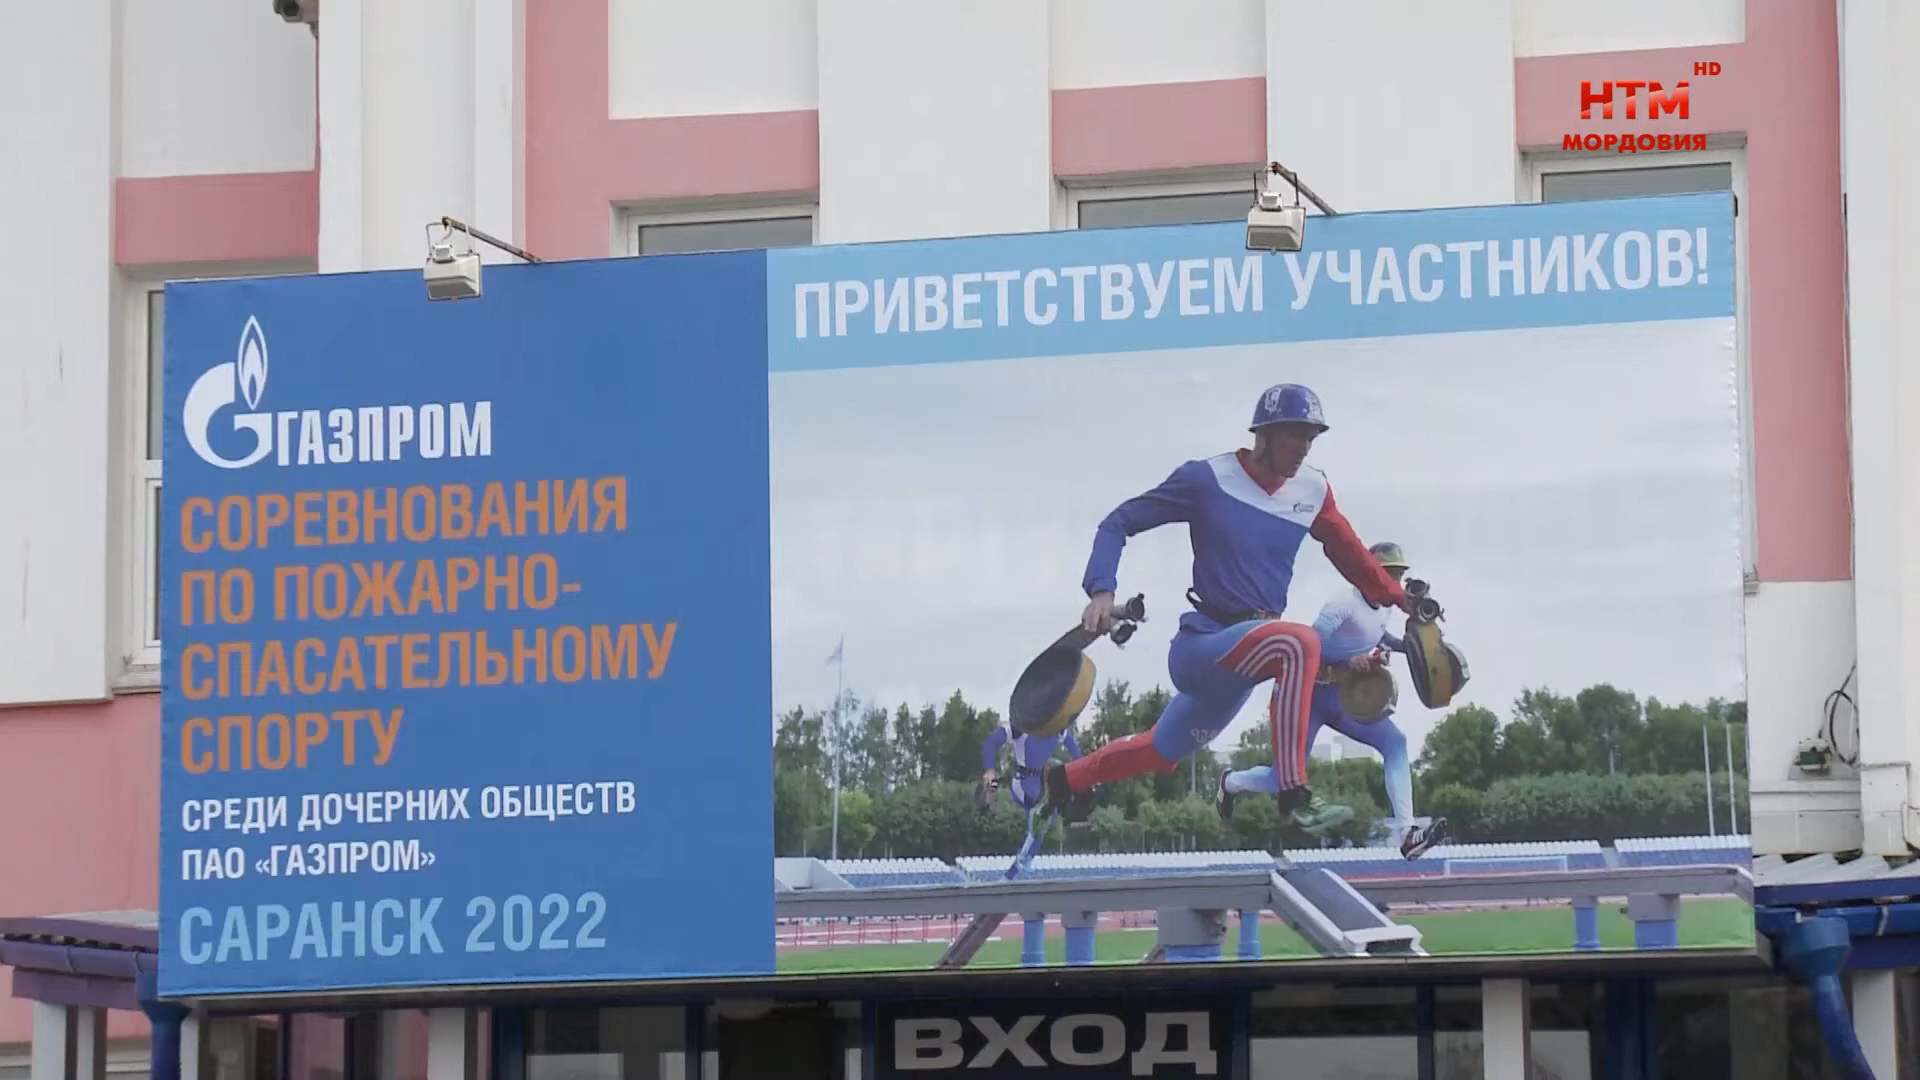 HD
НТМ
МОРДОВИЯ
ПРИВЕТСТВУЕМ УЧАСТНИКОВ!
ГАЗПРОМ
СОРЕВНОВАНИЯ
ПО ПОЖАРНО-
СПАСАТЕЛЬНОМУ
СПОРТУ
СРЕДИ ДОЧЕРНИХ ОБЩЕСТВ
ПАО «ГАЗПРОМ»
САРАНСК 2022
ВХОД